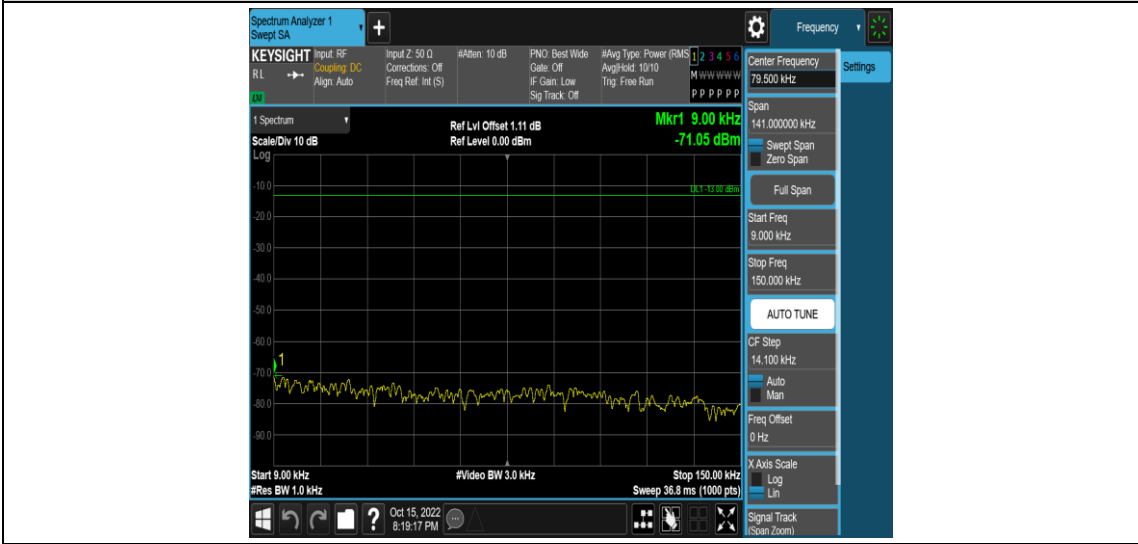 Spectrum Analyzer 1
Swept SA
+
Frequency
KEYSIGHT Input: RF Input Z: 50 Ω #Atten: 10 dB PNO: Best Wide #Avg Type: Power (RMS 1 2 3 4 5 6
RL Coupling: DC Corrections: Off Gate: Off Avg|Hold: 10/10 M W W W W W
Align: Auto Freq Ref: Int (S) IF Gain: Low Trig: Free Run
Sig Track: Off P P P P P P
LM
1 Spectrum
Scale/Div 10 dB
Log
Ref Lvl Offset 1.11 dB
Ref Level 0.00 dBm
Mkr1 9.00 kHz
-71.05 dBm
-10.0
DL1 -13.00 dBm
-20.0
-30.0
-40.0
-50.0
-60.0
1
-70.0
-80.0
-90.0
Start 9.00 kHz #Video BW 3.0 kHz Stop 150.00 kHz
#Res BW 1.0 kHz Sweep 36.8 ms (1000 pts)
?
Oct 15, 2022
8:19:17 PM
Center Frequency
79.500 kHz
Settings
Span
141.000000 kHz
Swept Span
Zero Span
Full Span
Start Freq
9.000 kHz
Stop Freq
150.000 kHz
AUTO TUNE
CF Step
14.100 kHz
Auto
Man
Freq Offset
0 Hz
X Axis Scale
Log
Lin
Signal Track
(Span Zoom)